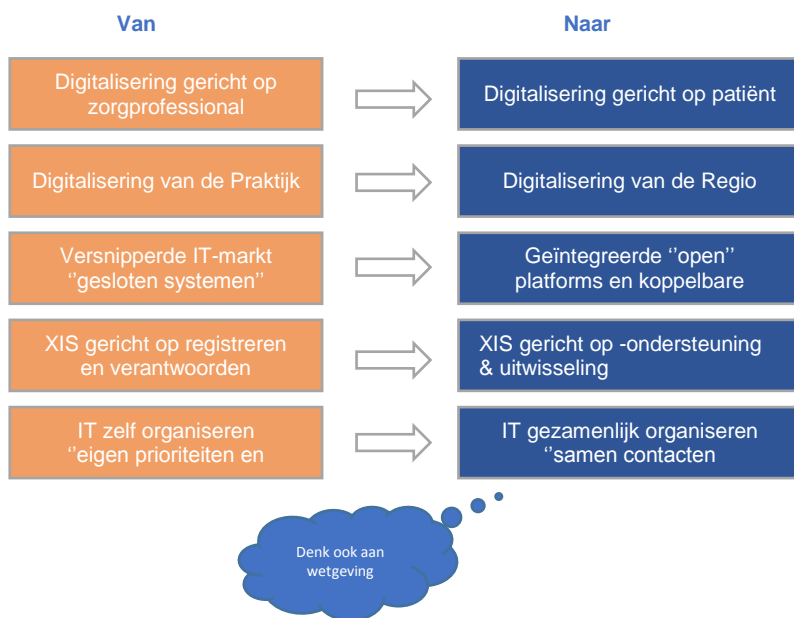 Van
Naar
Digitalisering gericht op
zorgprofessional
Digitalisering gericht op patiënt
Digitalisering van de Praktijk
Digitalisering van de Regio
Versnipperde IT-markt
‘’gesloten systemen’’
Geïntegreerde ‘’open’’
platforms en koppelbare
XIS gericht op registreren
en verantwoorden
XIS gericht op -ondersteuning
& uitwisseling
IT zelf organiseren
‘’eigen prioriteiten en
IT gezamenlijk organiseren
‘’samen contacten
Denk ook aan
wetgeving